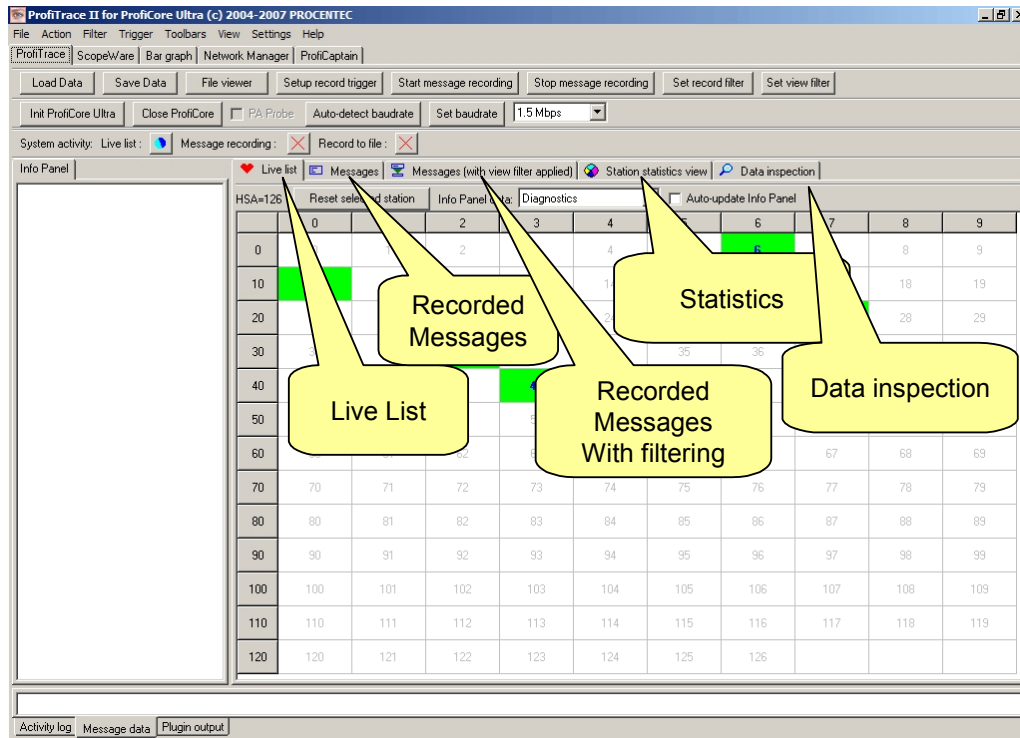 ProfiTrace II for ProfiCore Ultra (c) 2004-2007 PROCENTEC
File Action Filter Trigger Toolbars View Settings Help
ProfiTrace ScopeWare Bar graph Network Manager ProfiCaptain
Load Data Save Data File viewer Setup record trigger Start message recording Stop message recording Set record filter Set view filter
Init ProfiCore Ultra Close ProfiCore PA Probe Auto-detect baudrate Set baudrate 1.5 Mbps
System activity: Live list : Message recording : Record to file :
Info Panel Live list Messages Messages (with view filter applied) Station statistics view Data inspection
HSA=126 Reset selected station Info Panel data: Diagnostics Auto-update Info Panel
0 2 3 4 6 7 8 9
0 1 2 4 6 8 9
10 14 18 19
20 24 28 29
30 35 36
40
50
60 62 67 68 69
70 70 71 72 73 74 75 76 77 78 79
80 80 81 82 83 84 85 86 87 88 89
90 90 91 92 93 94 95 96 97 98 99
100 100 101 102 103 104 105 106 107 108 109
110 110 111 112 113 114 115 116 117 118 119
120 120 121 122 123 124 125 126
Recorded
Messages
Statistics
Live List
Recorded
Messages
With filtering
Data inspection
Activity log Message data Plugin output